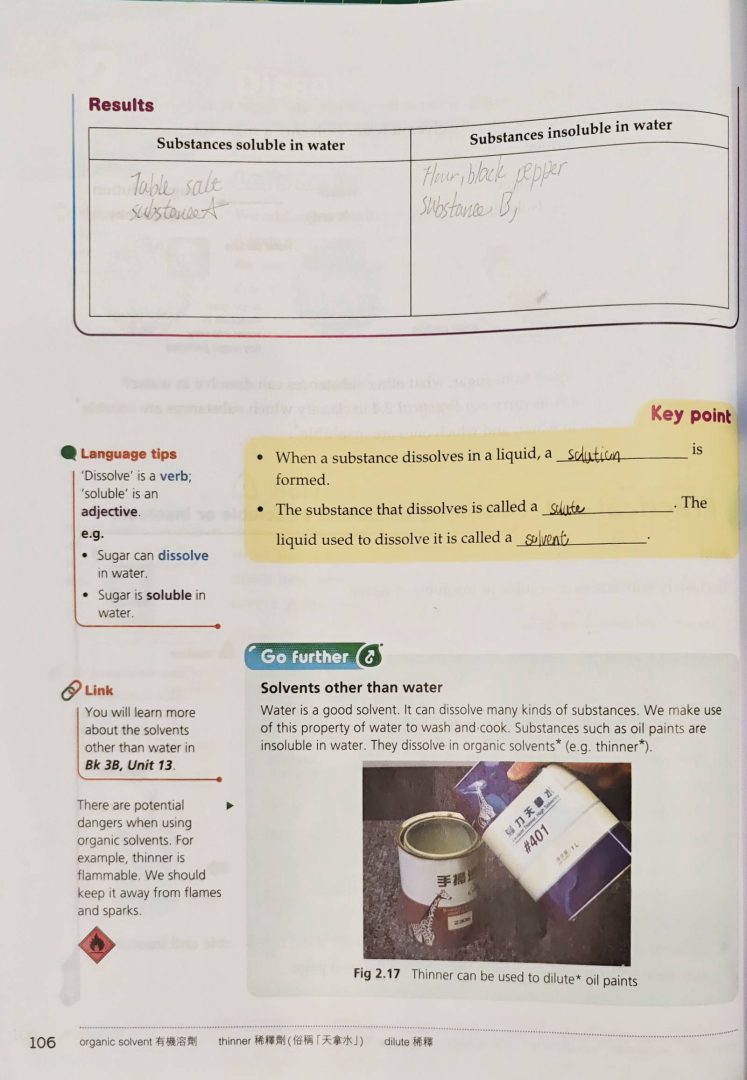 Results
Substances soluble in water
Substances insoluble in water
Table salt
substance A
Flour, black pepper
Substance B,
Key point
• When a substance dissolves in a liquid, a solution is
formed.
• The substance that dissolves is called a solute. The
liquid used to dissolve it is called a solvent.
Language tips
'Dissolve' is a verb;
'soluble' is an
adjective.
e.g.
• Sugar can dissolve
in water.
• Sugar is soluble in
water.
Go further
Solvents other than water
Water is a good solvent. It can dissolve many kinds of substances. We make use
of this property of water to wash and cook. Substances such as oil paints are
insoluble in water. They dissolve in organic solvents* (e.g. thinner*).
Link
You will learn more
about the solvents
other than water in
Bk 3B, Unit 13.
There are potential
dangers when using
organic solvents. For
example, thinner is
flammable. We should
keep it away from flames
and sparks.
天拿水
#401
1 L
手掃
Fig 2.17 Thinner can be used to dilute* oil paints
106 organic solvent 有機溶劑 thinner 稀釋劑(俗稱「天拿水」) dilute 稀釋